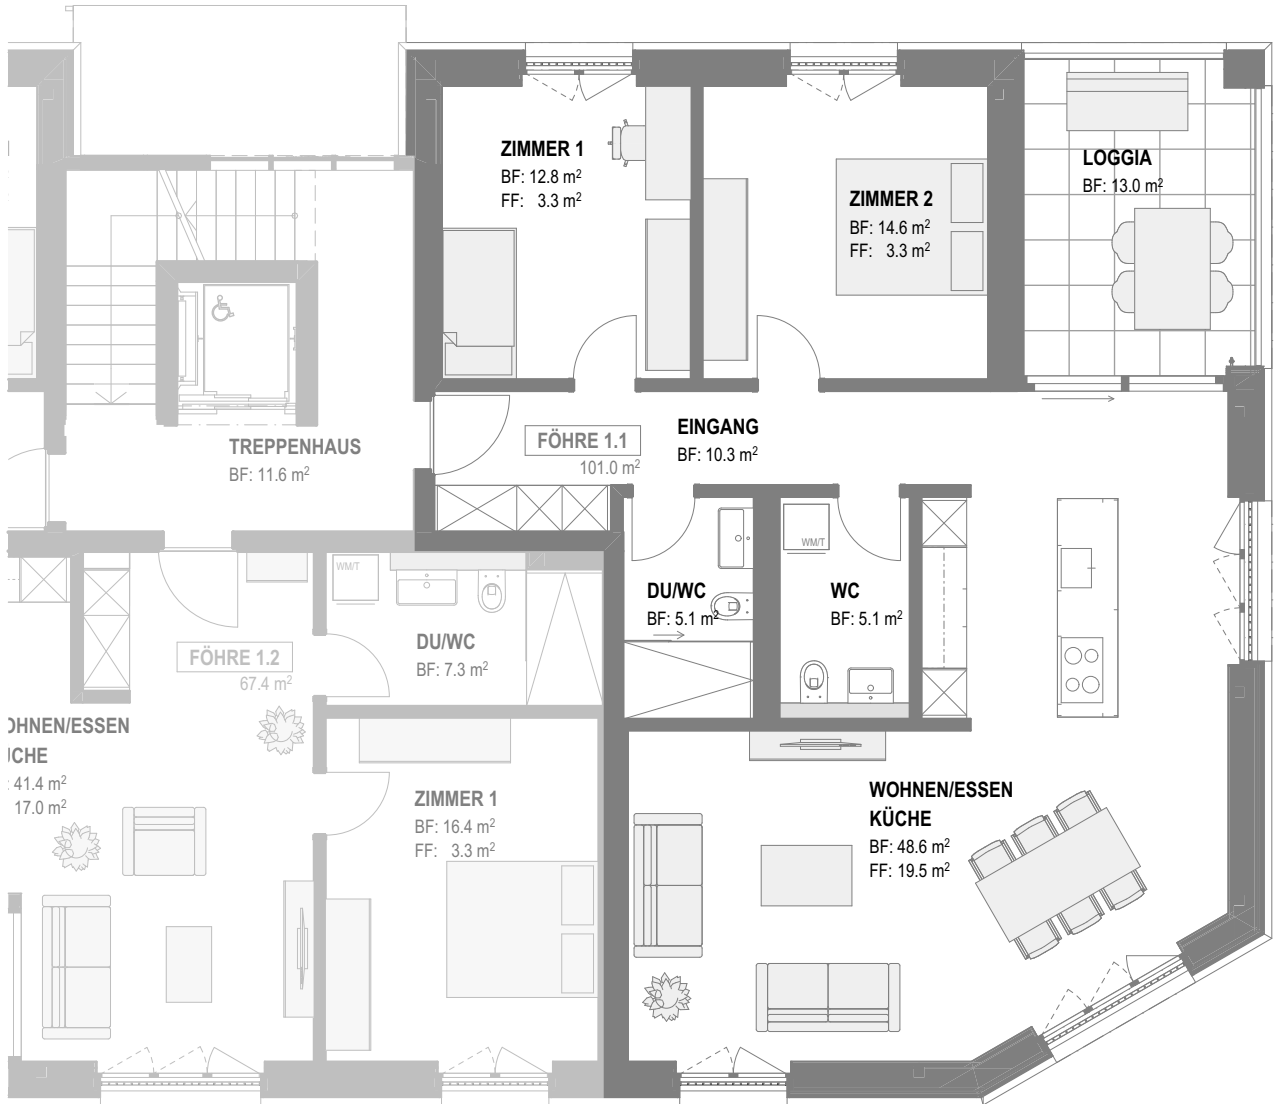 ZIMMER 1
BF: 12.8 m²
FF: 3.3 m²
ZIMMER 2
BF: 14.6 m²
FF: 3.3 m²
LOGGIA
BF: 13.0 m²
TREPPENHAUS
BF: 11.6 m²
FÖHRE 1.1
101.0 m²
EINGANG
BF: 10.3 m²
WM/T
DU/WC
BF: 5.1 m²
WC
BF: 5.1 m²
WM/T
DU/WC
BF: 7.3 m²
FÖHRE 1.2
67.4 m²
OHNEN/ESSEN
ÜCHE
: 41.4 m²
17.0 m²
ZIMMER 1
BF: 16.4 m²
FF: 3.3 m²
WOHNEN/ESSEN
KÜCHE
BF: 48.6 m²
FF: 19.5 m²